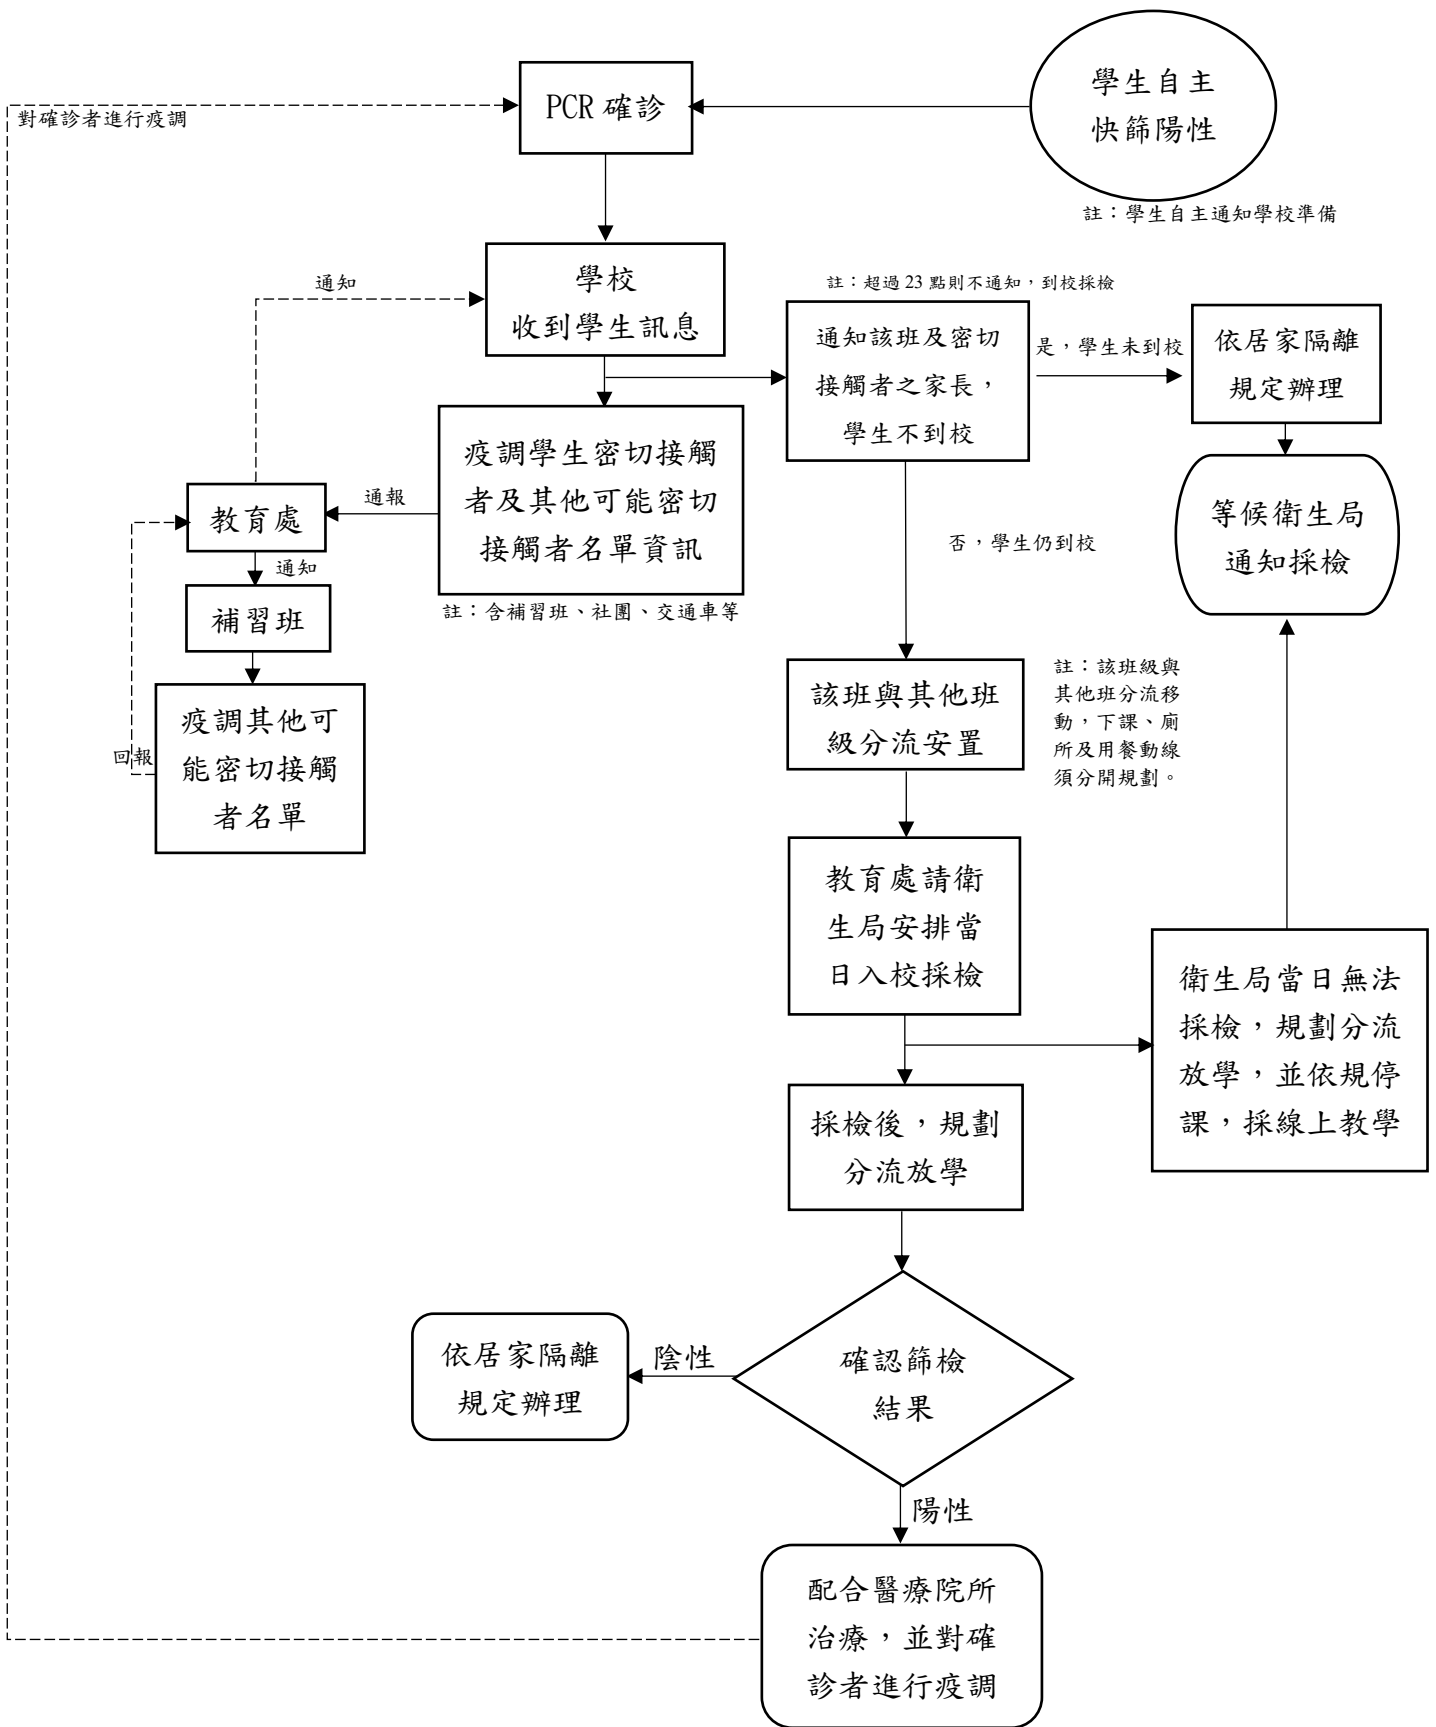 學生自主
快篩陽性
PCR 確診
對確診者進行疫調
註：學生自主通知學校準備
學校
收到學生訊息
通知
註：超過 23 點則不通知，到校採檢
通知該班及密切
接觸者之家長，
學生不到校
是，學生未到校
依居家隔離
規定辦理
疫調學生密切接觸
者及其他可能密切
接觸者名單資訊
註：含補習班、社團、交通車等
通報
教育處
通知
補習班
疫調其他可
能密切接觸
者名單
回報
等候衛生局
通知採檢
否，學生仍到校
該班與其他班
級分流安置
註：該班級與
其他班分流移
動，下課、廁
所及用餐動線
須分開規劃。
教育處請衛
生局安排當
日入校採檢
衛生局當日無法
採檢，規劃分流
放學，並依規停
課，採線上教學
採檢後，規劃
分流放學
確認篩檢
結果
陰性
依居家隔離
規定辦理
陽性
配合醫療院所
治療，並對確
診者進行疫調